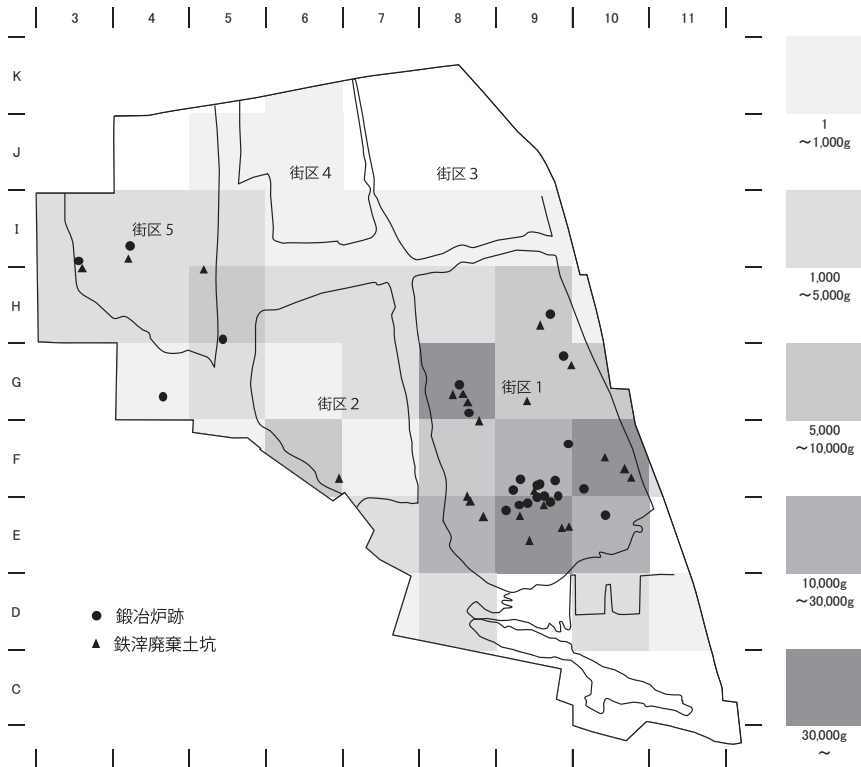 3 4 5 6 7 8 9 10 11
K
J
I
H
G
F
E
D
C
街区4
街区3
街区5
街区1
街区2
鍛冶炉跡
鉄滓廃棄土坑
1
～1,000g
1,000
～5,000g
5,000
～10,000g
10,000g
～30,000g
30,000g
～